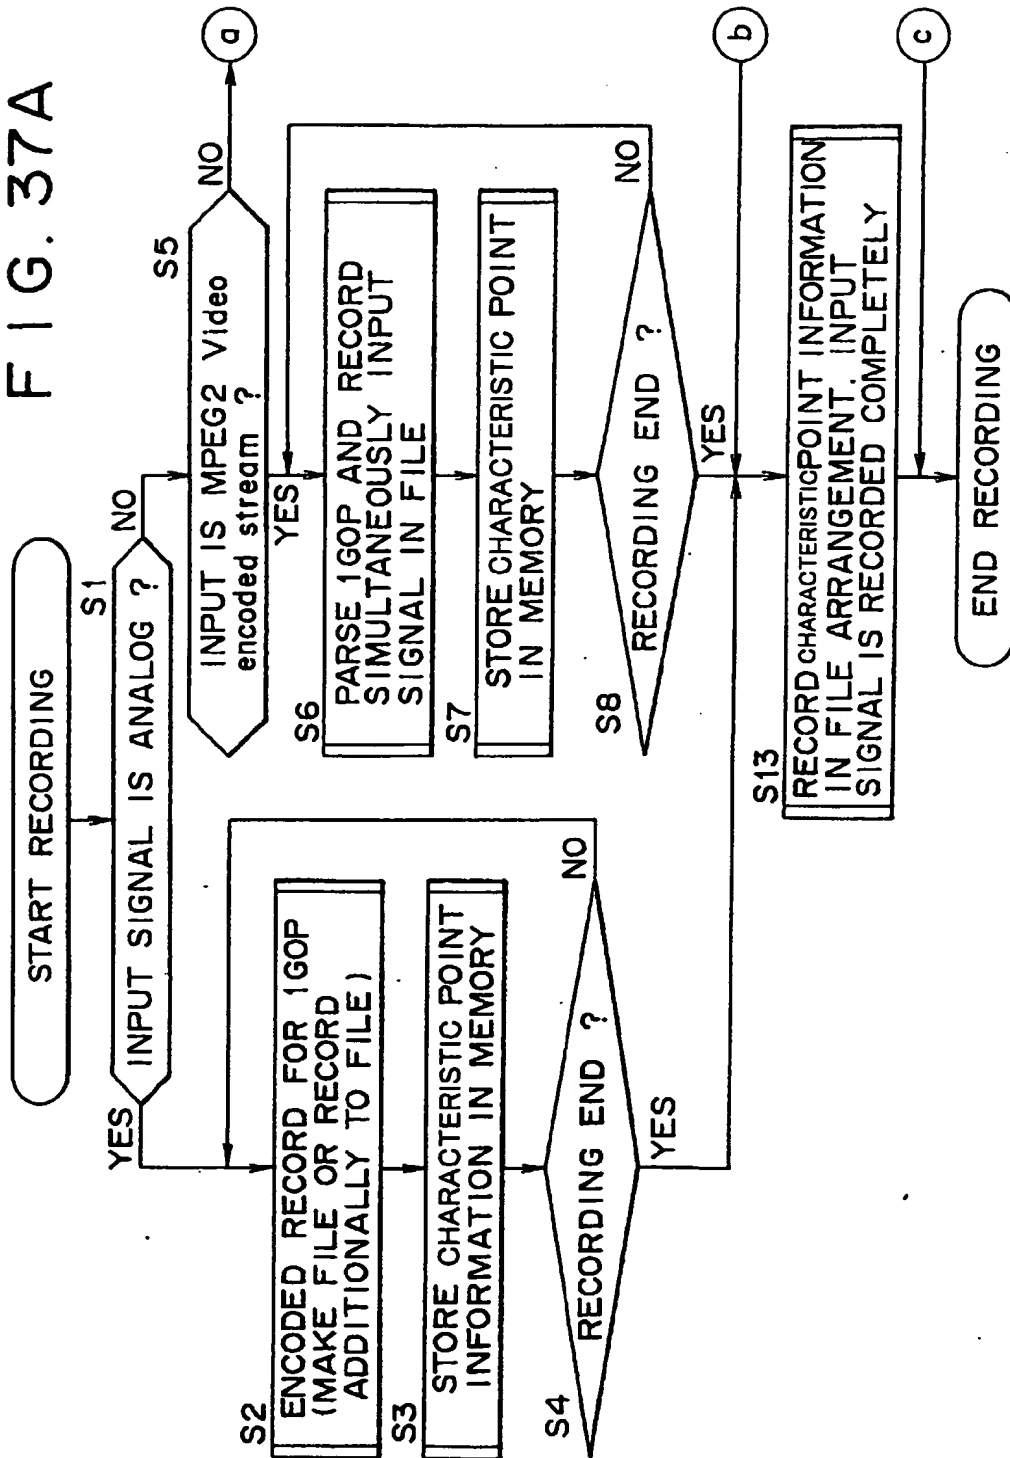 FIG. 37A
START RECORDING
S1
INPUT SIGNAL IS ANALOG ?
YES
NO
S2
ENCODED RECORD FOR 1GOP
(MAKE FILE OR RECORD
ADDITIONALLY TO FILE)
S3
STORE CHARACTERISTIC POINT
INFORMATION IN MEMORY
S4
RECORDING END ?
NO
YES
S5
INPUT IS MPEG2 Video
encoded stream ?
NO
a
YES
S6
PARSE 1GOP AND RECORD
SIMULTANEOUSLY INPUT
SIGNAL IN FILE
S7
STORE CHARACTERISTIC POINT
IN MEMORY
S8
RECORDING END ?
NO
YES
b
S13
RECORD CHARACTERISTIC POINT INFORMATION
IN FILE ARRANGEMENT. INPUT
SIGNAL IS RECORDED COMPLETELY
c
END RECORDING